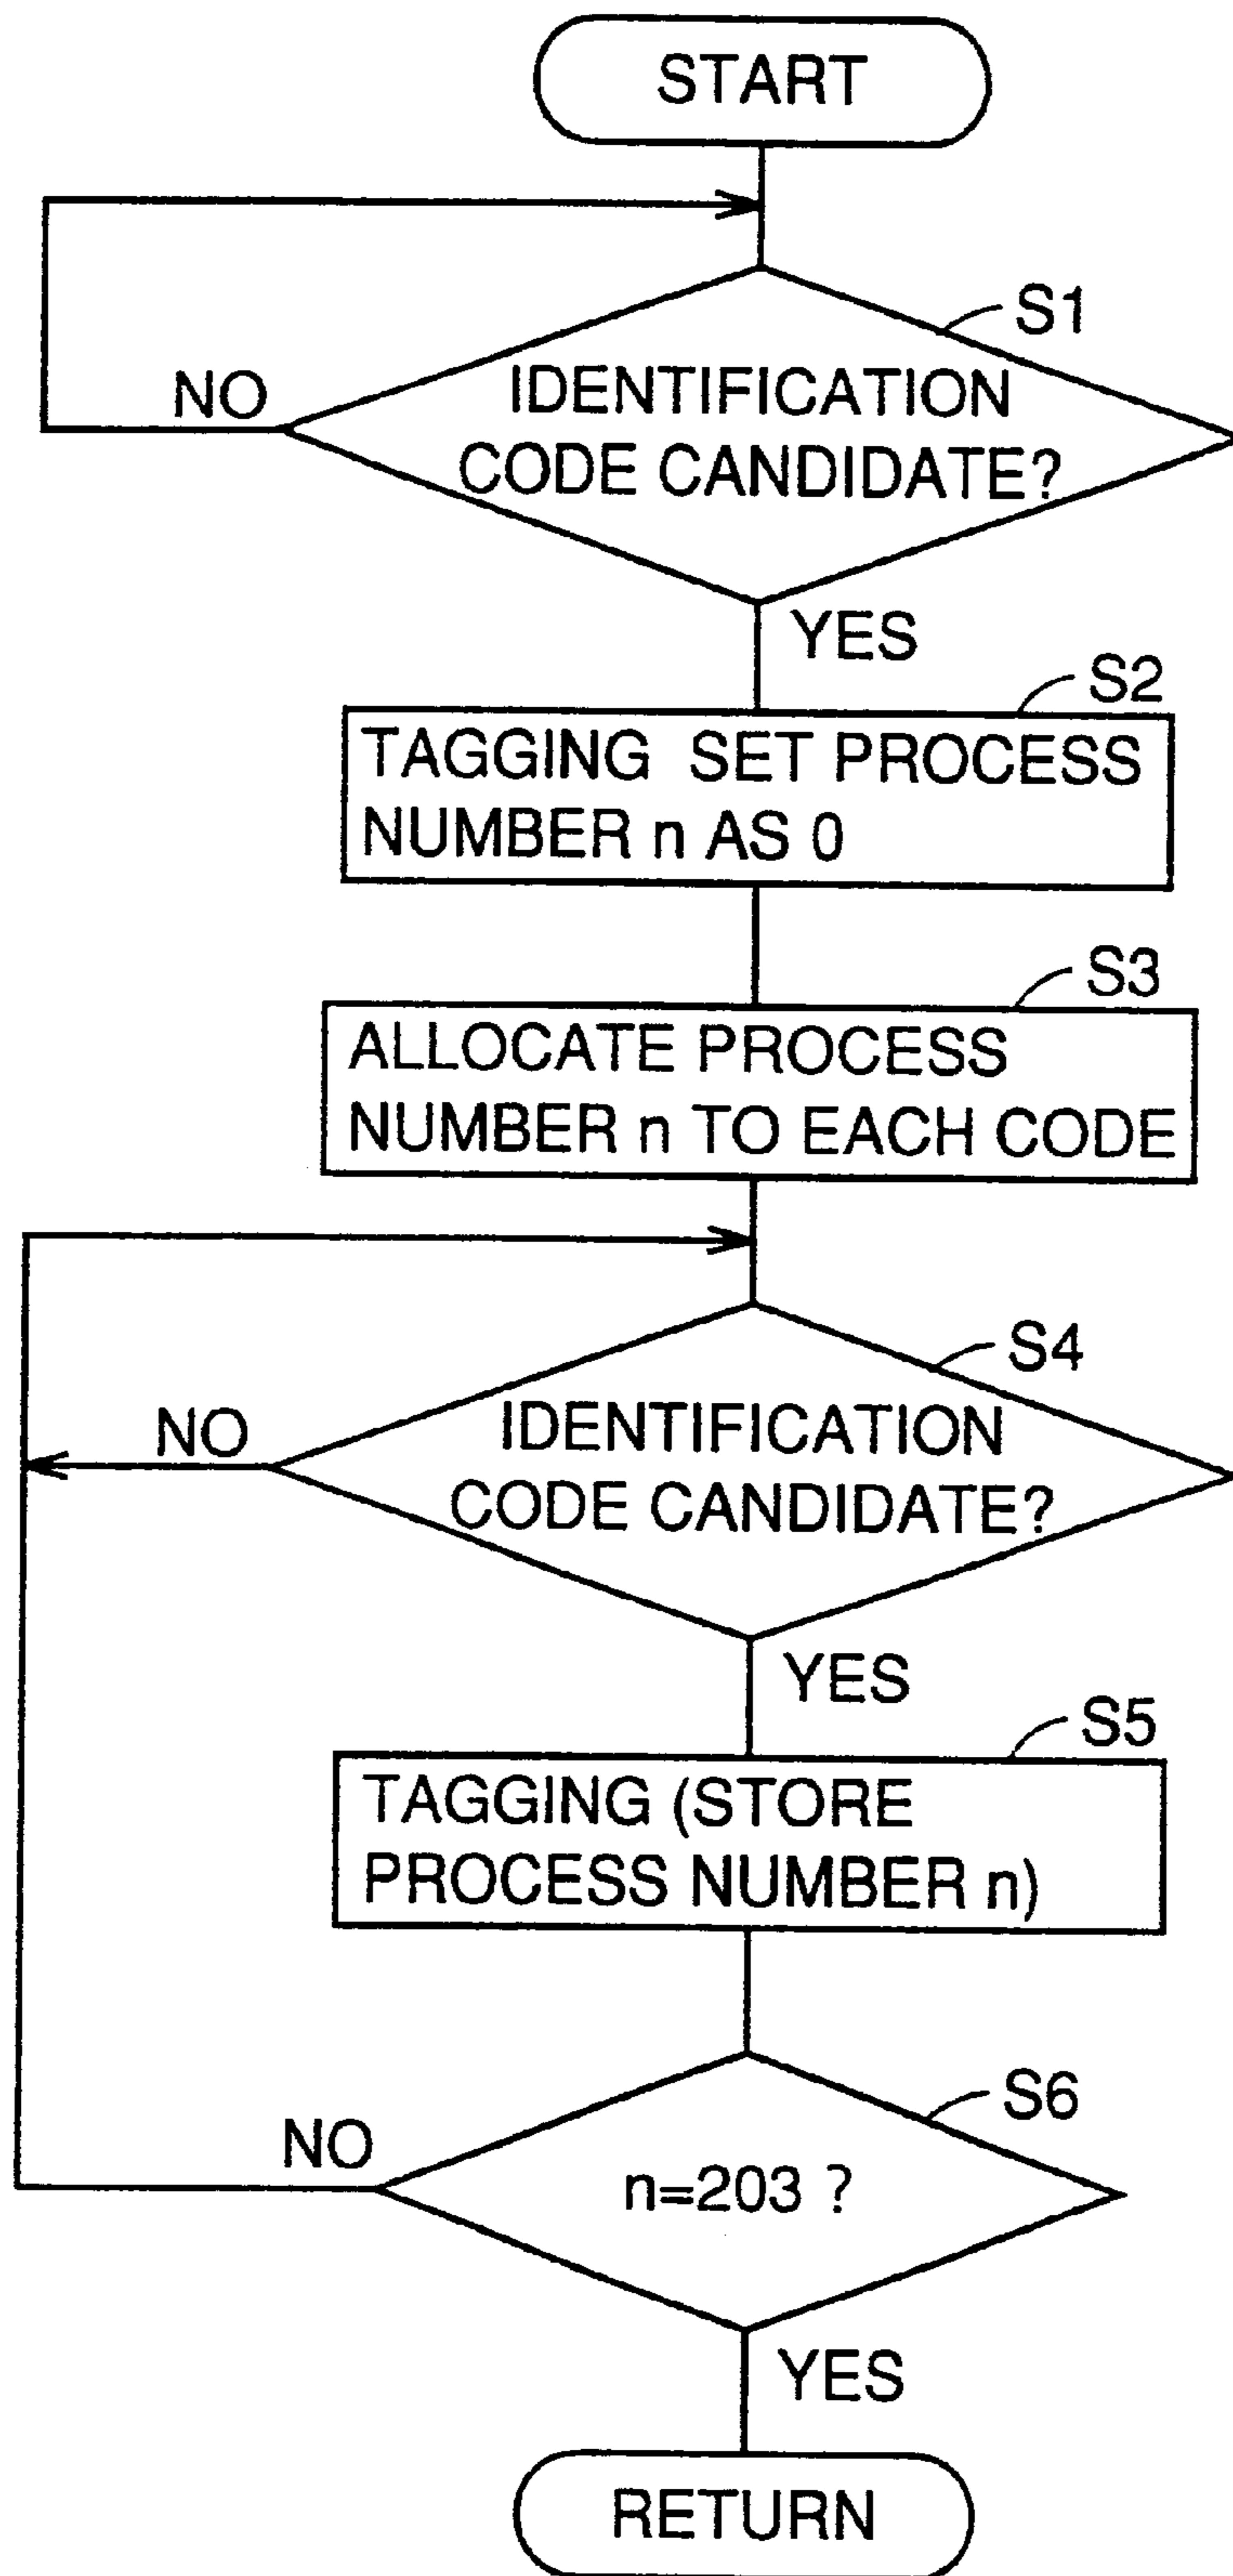 START
S1
IDENTIFICATION
CODE CANDIDATE?
NO
YES
S2
TAGGING SET PROCESS
NUMBER n AS 0
S3
ALLOCATE PROCESS
NUMBER n TO EACH CODE
S4
IDENTIFICATION
CODE CANDIDATE?
NO
YES
S5
TAGGING (STORE
PROCESS NUMBER n)
S6
NO
n=203 ?
YES
RETURN